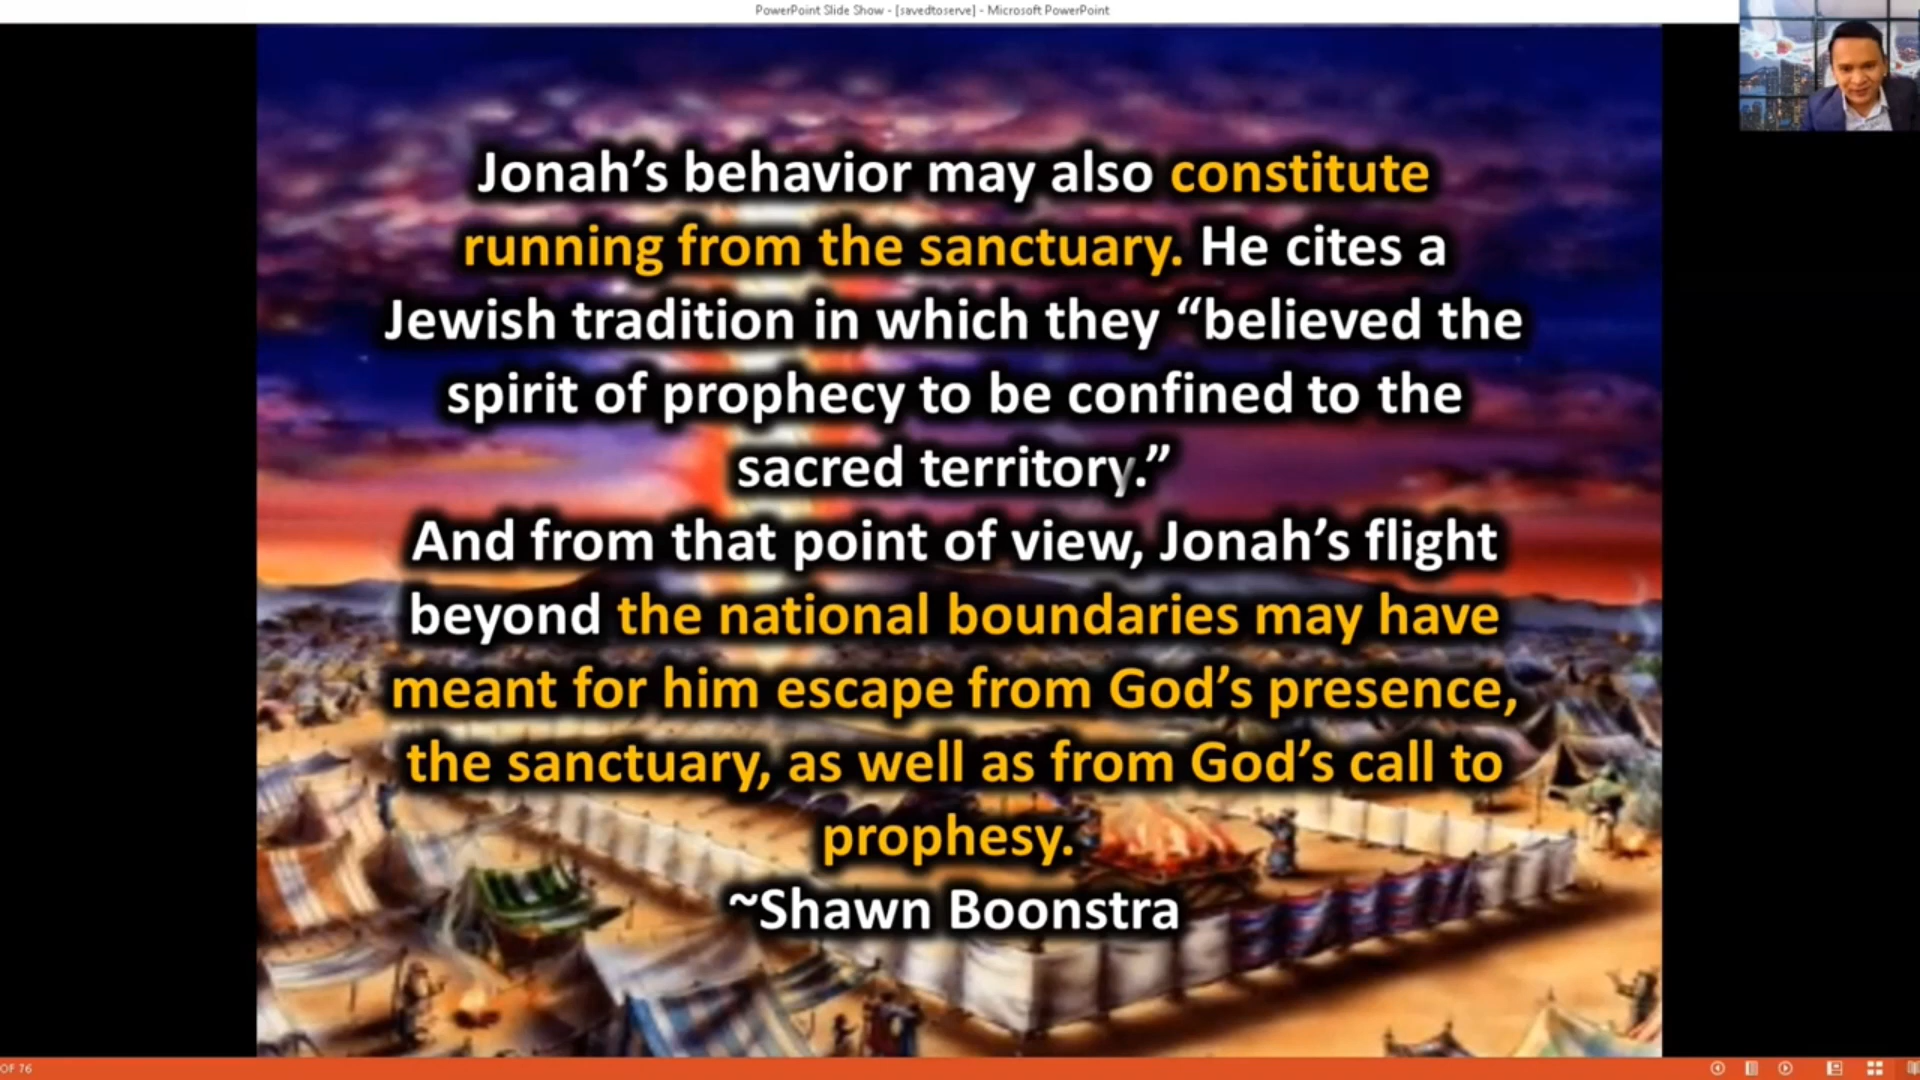 PowerPoint Slide Show - [savedtoserve] - Microsoft PowerPoint
Jonah’s behavior may also constitute
running from the sanctuary. He cites a
Jewish tradition in which they “believed the
spirit of prophecy to be confined to the
sacred territory.”
And from that point of view, Jonah’s flight
beyond the national boundaries may have
meant for him escape from God’s presence,
the sanctuary, as well as from God’s call to
prophesy.
~Shawn Boonstra
OF 76